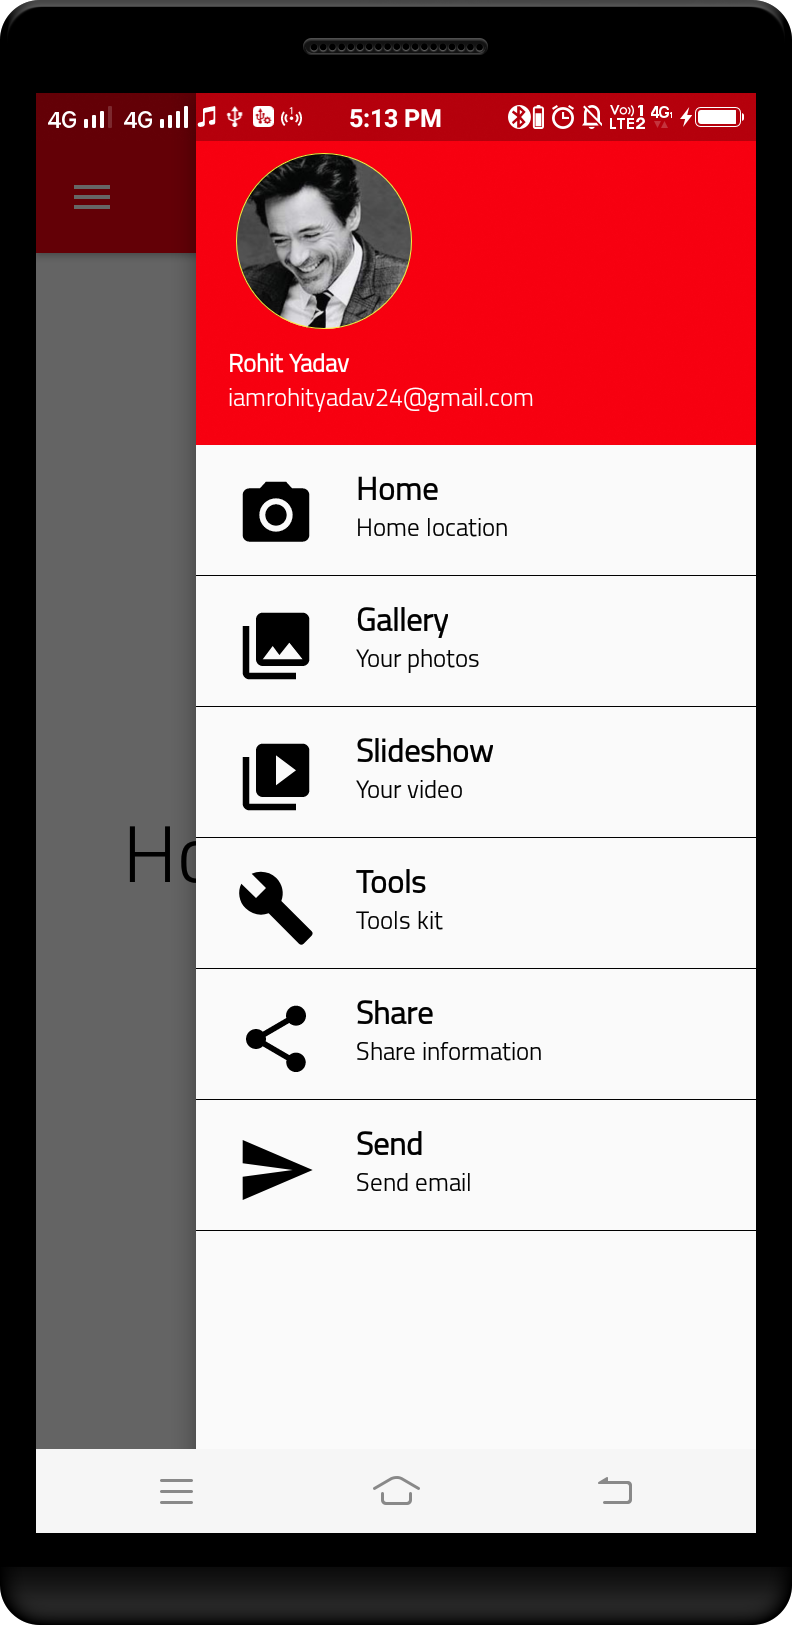 4G 4G 5:13 PM Vo) 1 LTE2 4G
Rohit Yadav
iamrohityadav24@gmail.com
Home
Home location
Gallery
Your photos
Slideshow
Your video
Ho
Tools
Tools kit
Share
Share information
Send
Send email